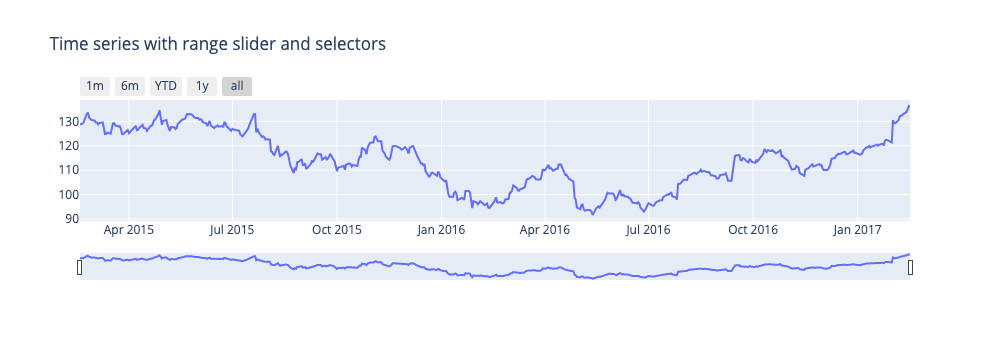 Time series with range slider and selectors
1m 6m YTD 1y all
130
120
110
100
90
Apr 2015 Jul 2015 Oct 2015 Jan 2016 Apr 2016 Jul 2016 Oct 2016 Jan 2017